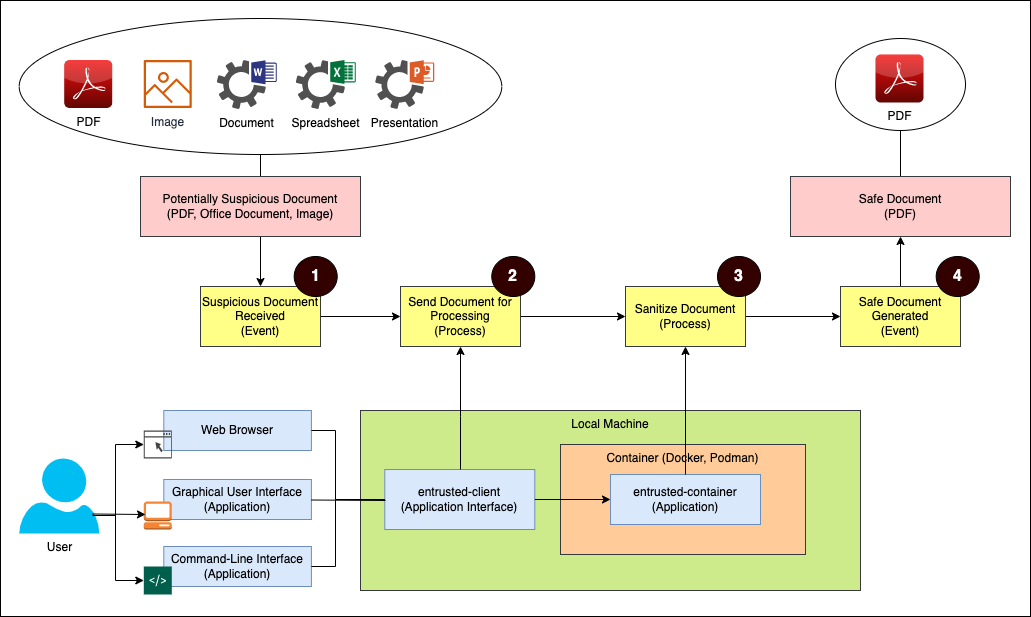 W
X
P
PDF
Image
Document
Spreadsheet
Presentation
PDF
Potentially Suspicious Document
(PDF, Office Document, Image)
Safe Document
(PDF)
1
2
3
4
Suspicious Document
Received
(Event)
Send Document for
Processing
(Process)
Sanitize Document
(Process)
Safe Document
Generated
(Event)
Web Browser
Graphical User Interface
(Application)
Command-Line Interface
(Application)
</>
User
Local Machine
Container (Docker, Podman)
entrusted-client
(Application Interface)
entrusted-container
(Application)